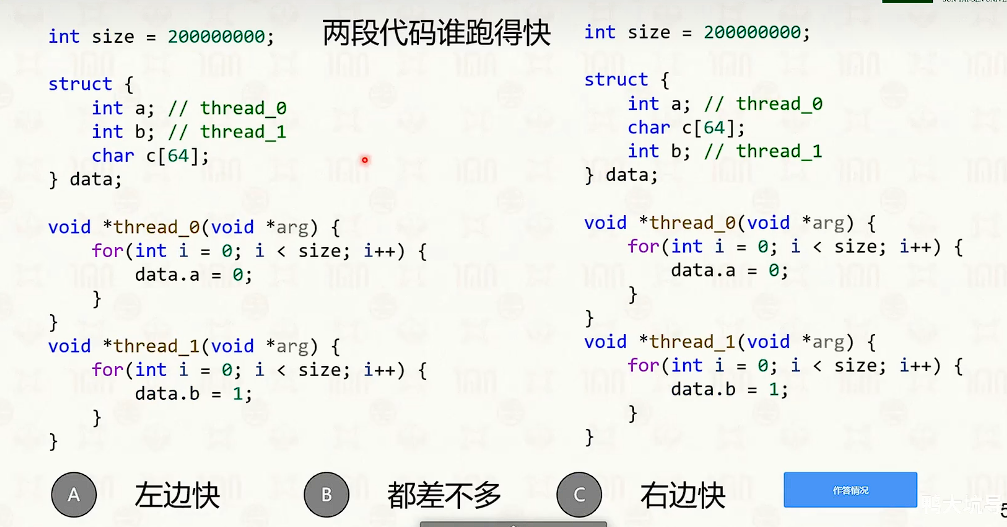 两段代码谁跑得快
int size = 200000000;
struct {
    int a; // thread_0
    int b; // thread_1
    char c[64];
} data;
void *thread_0(void *arg) {
    for(int i = 0; i < size; i++) {
        data.a = 0;
    }
}
void *thread_1(void *arg) {
    for(int i = 0; i < size; i++) {
        data.b = 1;
    }
}
int size = 200000000;
struct {
    int a; // thread_0
    char c[64];
    int b; // thread_1
} data;
void *thread_0(void *arg) {
    for(int i = 0; i < size; i++) {
        data.a = 0;
    }
}
void *thread_1(void *arg) {
    for(int i = 0; i < size; i++) {
        data.b = 1;
    }
}
A 左边快
B 都差不多
C 右边快
作答情况
5